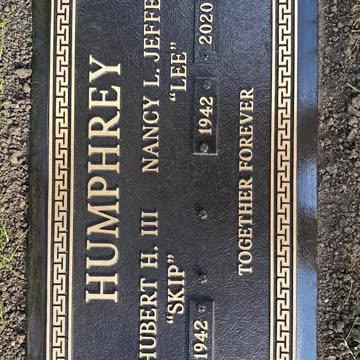 HUMPHREY
HUBERT H. III NANCY L. JEFFE
"SKIP" "LEE"
1942 1942 2020
TOGETHER FOREVER